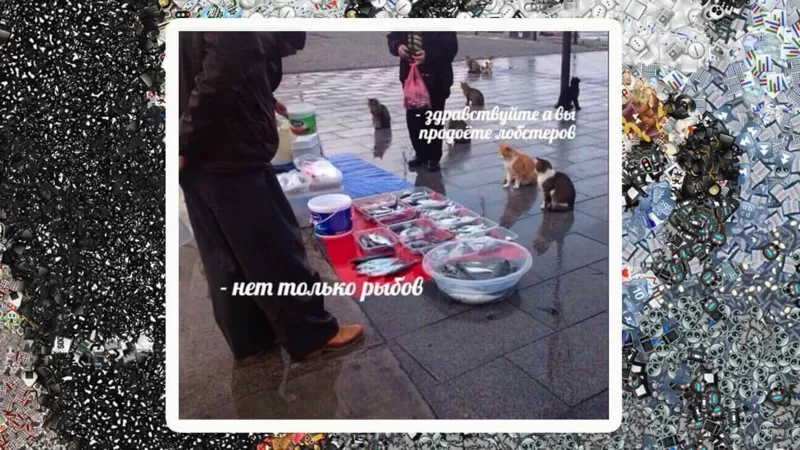 - здравствуйте а вы
продоёте лобстеров
- нет только рыбов